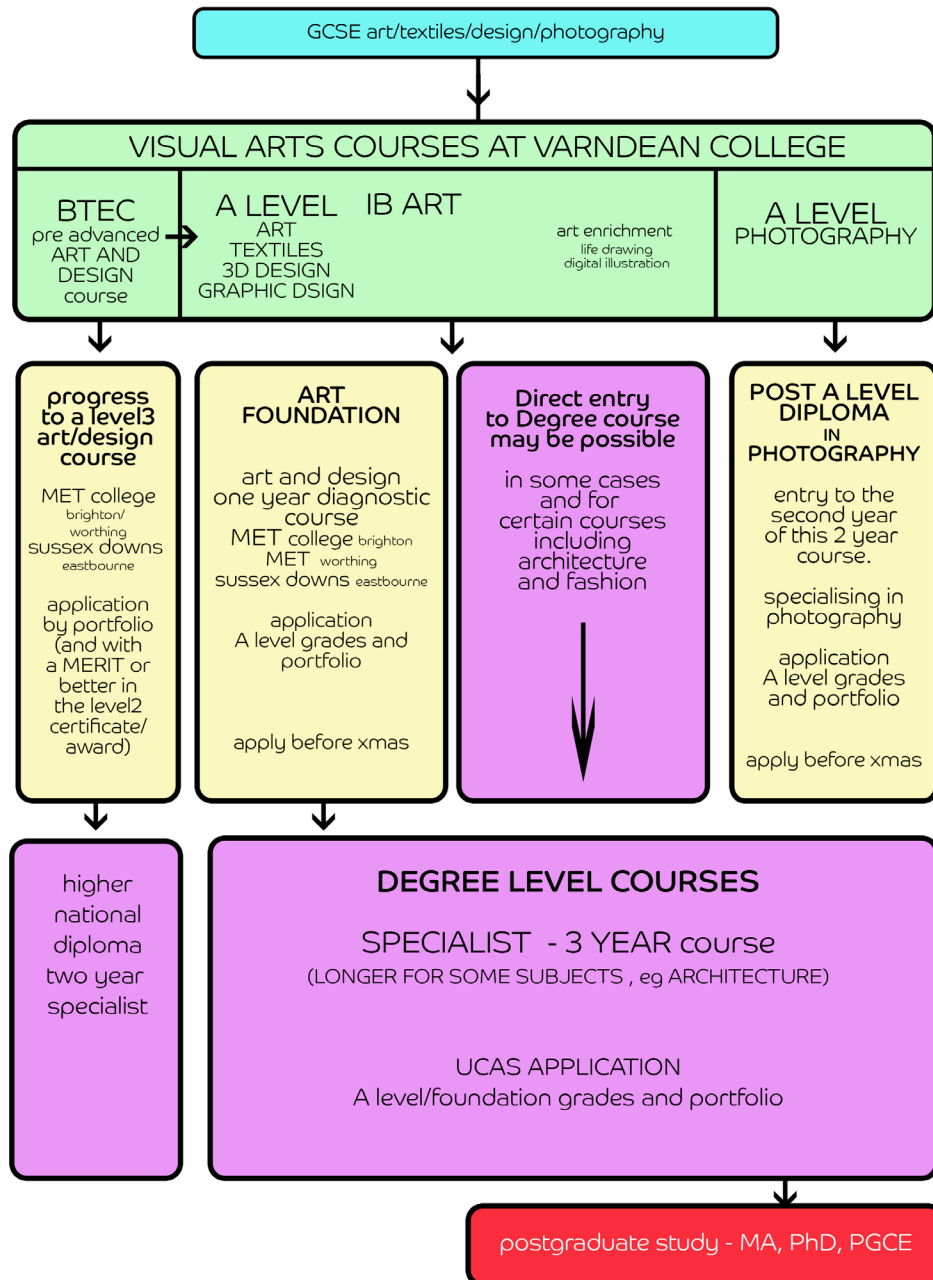 GCSE art/textiles/design/photography
VISUAL ARTS COURSES AT VARNDEAN COLLEGE
BTEC
pre advanced
ART AND
DESIGN
course
A LEVEL
ART
TEXTILES
3D DESIGN
GRAPHIC DSIGN
IB ART
art enrichment
life drawing
digital illustration
A LEVEL
PHOTOGRAPHY
progress
to a level3
art/design
course
MET college
brighton/
worthing
sussex downs
eastbourne
application
by portfolio
(and with
a MERIT or
better in
the level2
certificate/
award)
ART
FOUNDATION
art and design
one year diagnostic
course
MET college brighton
MET worthing
sussex downs eastbourne
application
A level grades and
portfolio
apply before xmas
Direct entry
to Degree course
may be possible
in some cases
and for
certain courses
including
architecture
and fashion
POST A LEVEL
DIPLOMA
IN
PHOTOGRAPHY
entry to the
second year
of this 2 year
course.
specialising in
photography
application
A level grades
and portfolio
apply before xmas
higher
national
diploma
two year
specialist
DEGREE LEVEL COURSES
SPECIALIST - 3 YEAR course
(LONGER FOR SOME SUBJECTS , eg ARCHITECTURE)
UCAS APPLICATION
A level/foundation grades and portfolio
postgraduate study - MA, PhD, PGCE